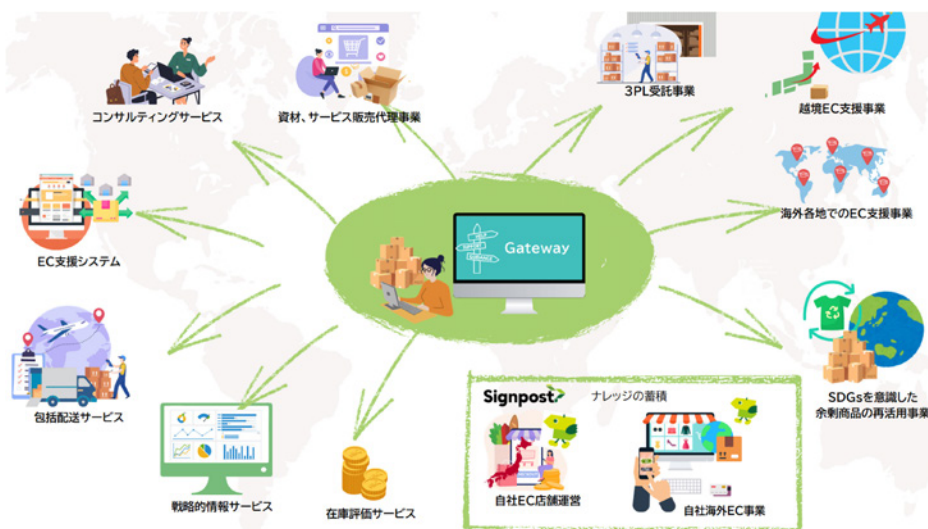 コンサルティングサービス
資材、サービス販売代理事業
3PL受託事業
越境EC支援事業
海外各地でのEC支援事業
EC支援システム
HELP
SUPPORT
GUIDANCE
Gateway
包括配送サービス
SDGsを意識した
余剰商品の再活用事業
戦略的情報サービス
在庫評価サービス
Signpost
ナレッジの蓄積
自社EC店舗運営
自社海外EC事業